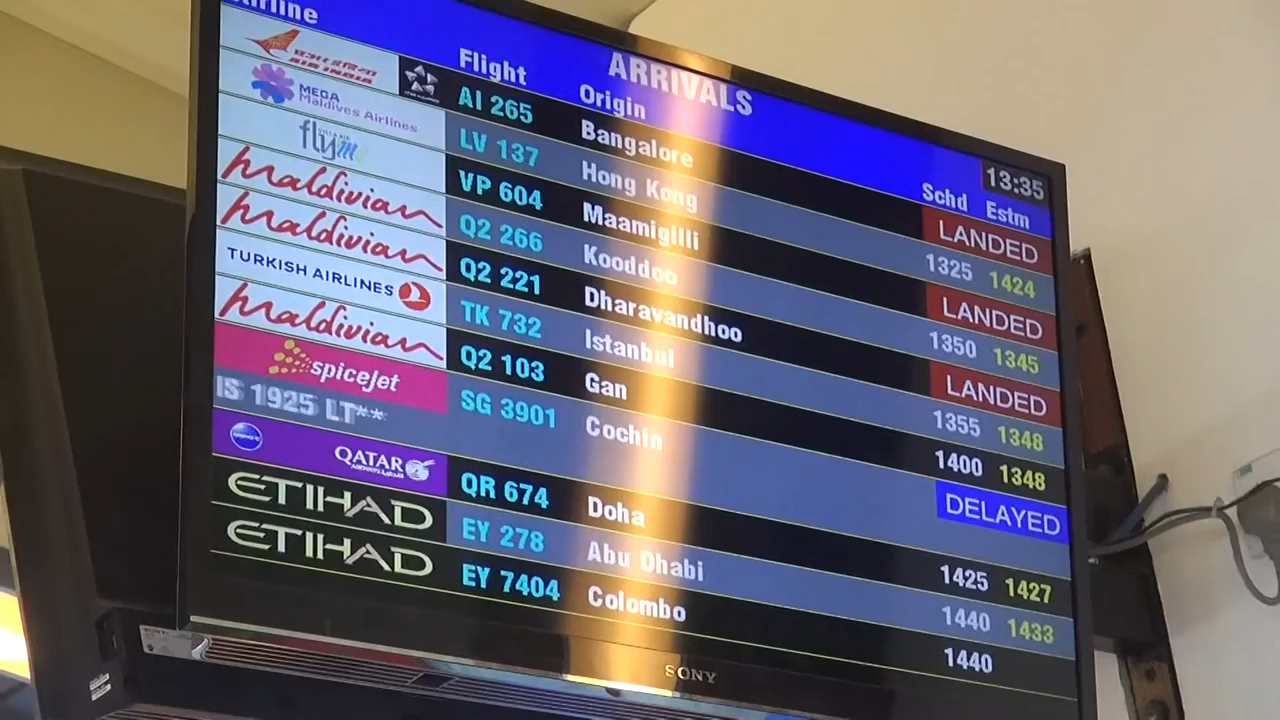 Airline Flight ARRIVALS
Origin Schd Estm 13:35
AIR INDIA AI 265 Bangalore LANDED
MEGA Maldives Airlines LV 137 Hong Kong 1325 1424
flyme VP 604 Maamigilli LANDED
Maldivian Q2 266 Kooddoo 1350 1345
Maldivian Q2 221 Dharavandhoo LANDED
TURKISH AIRLINES TK 732 Istanbul 1355 1348
Maldivian Q2 103 Gan 1400 1348
spiceJet SG 3901 Cochin DELAYED
IS 1925 LT**
QATAR QR 674 Doha 1425 1427
ETIHAD EY 278 Abu Dhabi 1440 1433
ETIHAD EY 7404 Colombo 1440
SONY